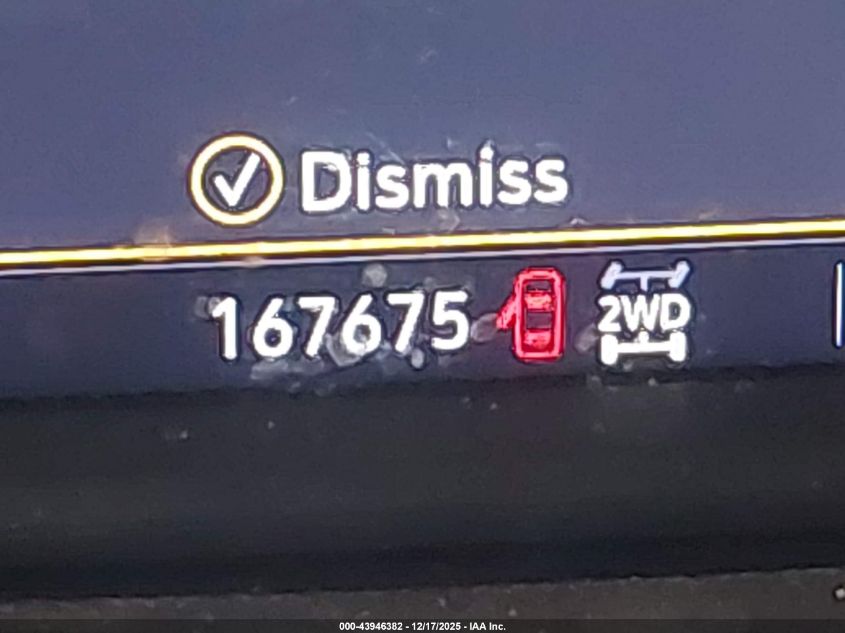 Dismiss
167675
2WD
000-43946382 - 12/17/2025 - IAA Inc.